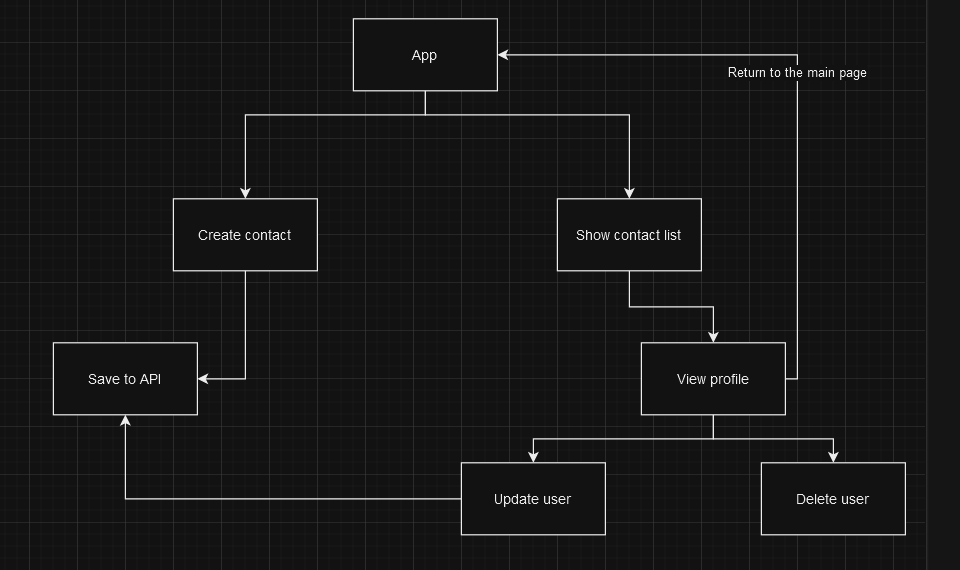 App
Return to the main page
Create contact
Show contact list
Save to API
View profile
Update user
Delete user